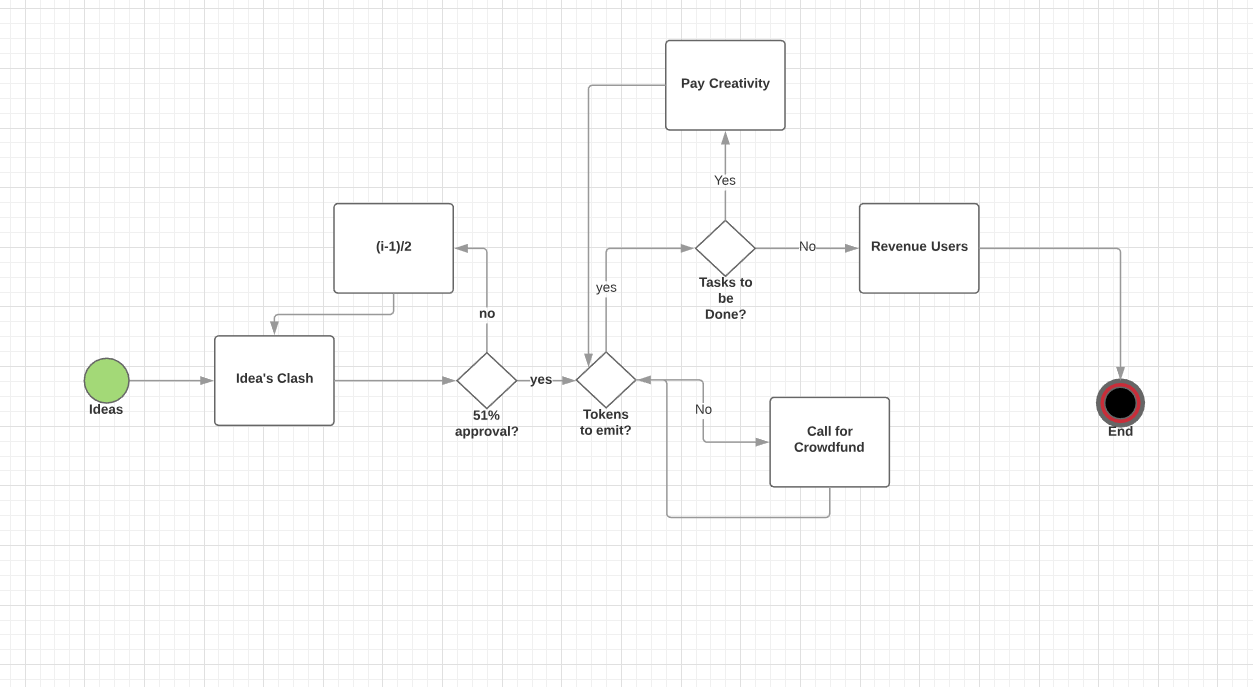 Pay Creativity
Yes
(i-1)/2
Revenue Users
No
Tasks to
be
Done?
yes
no
Idea's Clash
yes
Ideas
51%
approval?
Tokens
to emit?
No
Call for
Crowdfund
End